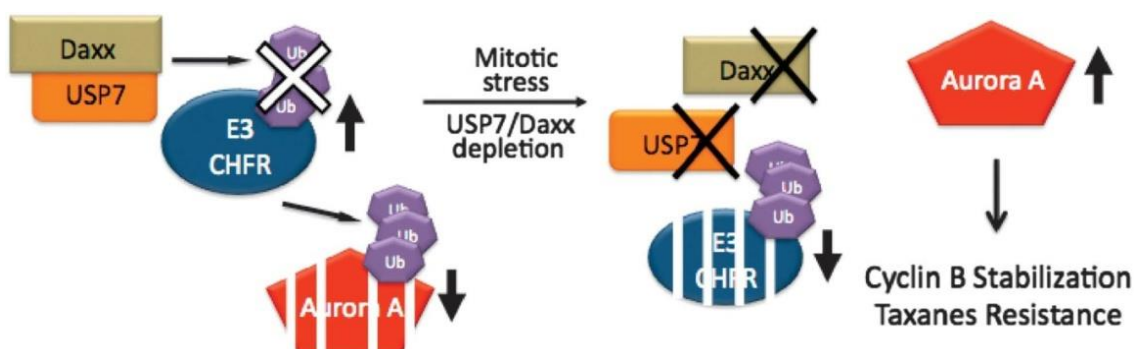 Daxx
USP7
Ub
Ub
E3
CHFR
Ub
Ub
Ub
Aurora A
Mitotic
stress
USP7/Daxx
depletion
Daxx
USP7
Ub
Ub
E3
CHFR
Aurora A
Cyclin B Stabilization
Taxanes Resistance